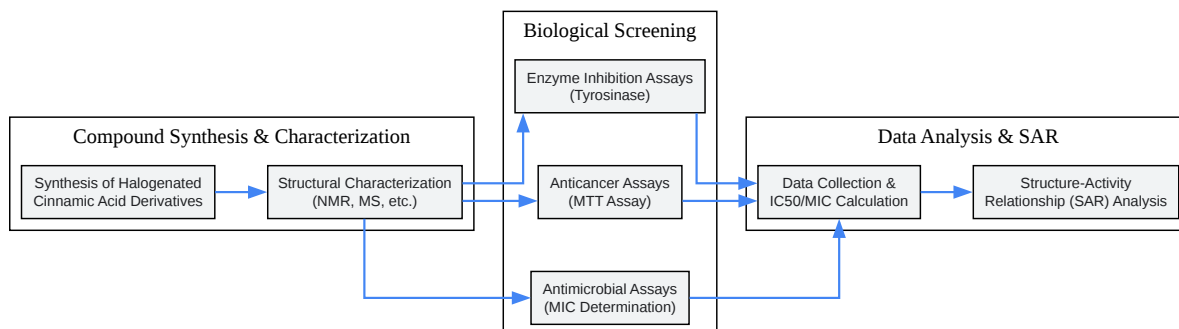 Biological Screening
Enzyme Inhibition Assays
(Tyrosinase)
Compound Synthesis & Characterization
Synthesis of Halogenated
Cinnamic Acid Derivatives
Structural Characterization
(NMR, MS, etc.)
Anticancer Assays
(MTT Assay)
Antimicrobial Assays
(MIC Determination)
Data Analysis & SAR
Data Collection &
IC50/MIC Calculation
Structure-Activity
Relationship (SAR) Analysis